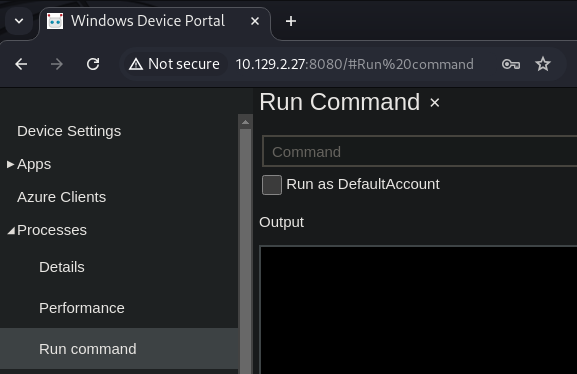 Windows Device Portal
Not secure 10.129.2.27:8080/#Run%20command
Device Settings
Apps
Azure Clients
Processes
Details
Performance
Run command
Run Command
Command
Run as DefaultAccount
Output